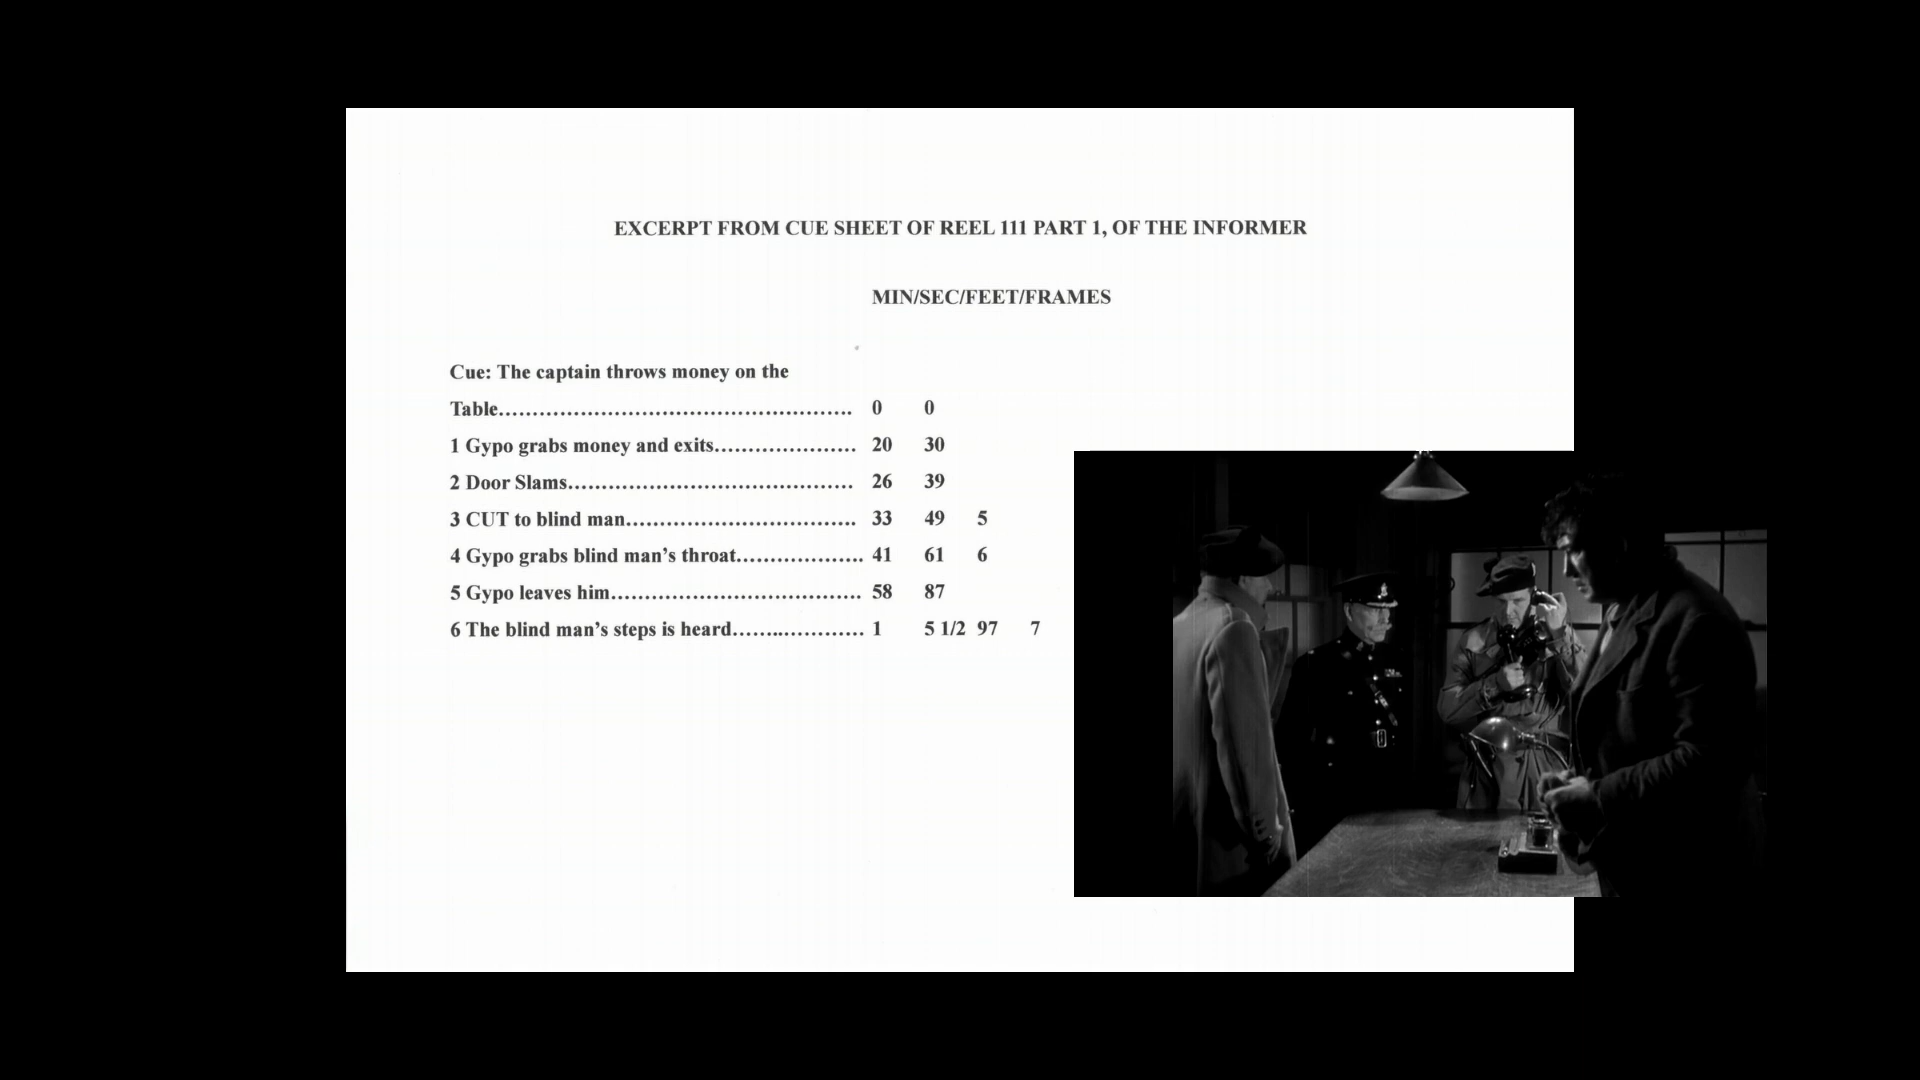 EXCERPT FROM CUE SHEET OF REEL 111 PART 1, OF THE INFORMER
MIN/SEC/FEET/FRAMES
Cue: The captain throws money on the
Table..................................................... 0 0
1 Gypo grabs money and exits..................... 20 30
2 Door Slams........................................... 26 39
3 CUT to blind man................................... 33 49 5
4 Gypo grabs blind man’s throat................... 41 61 6
5 Gypo leaves him...................................... 58 87
6 The blind man’s steps is heard.................... 1 5 1/2 97 7